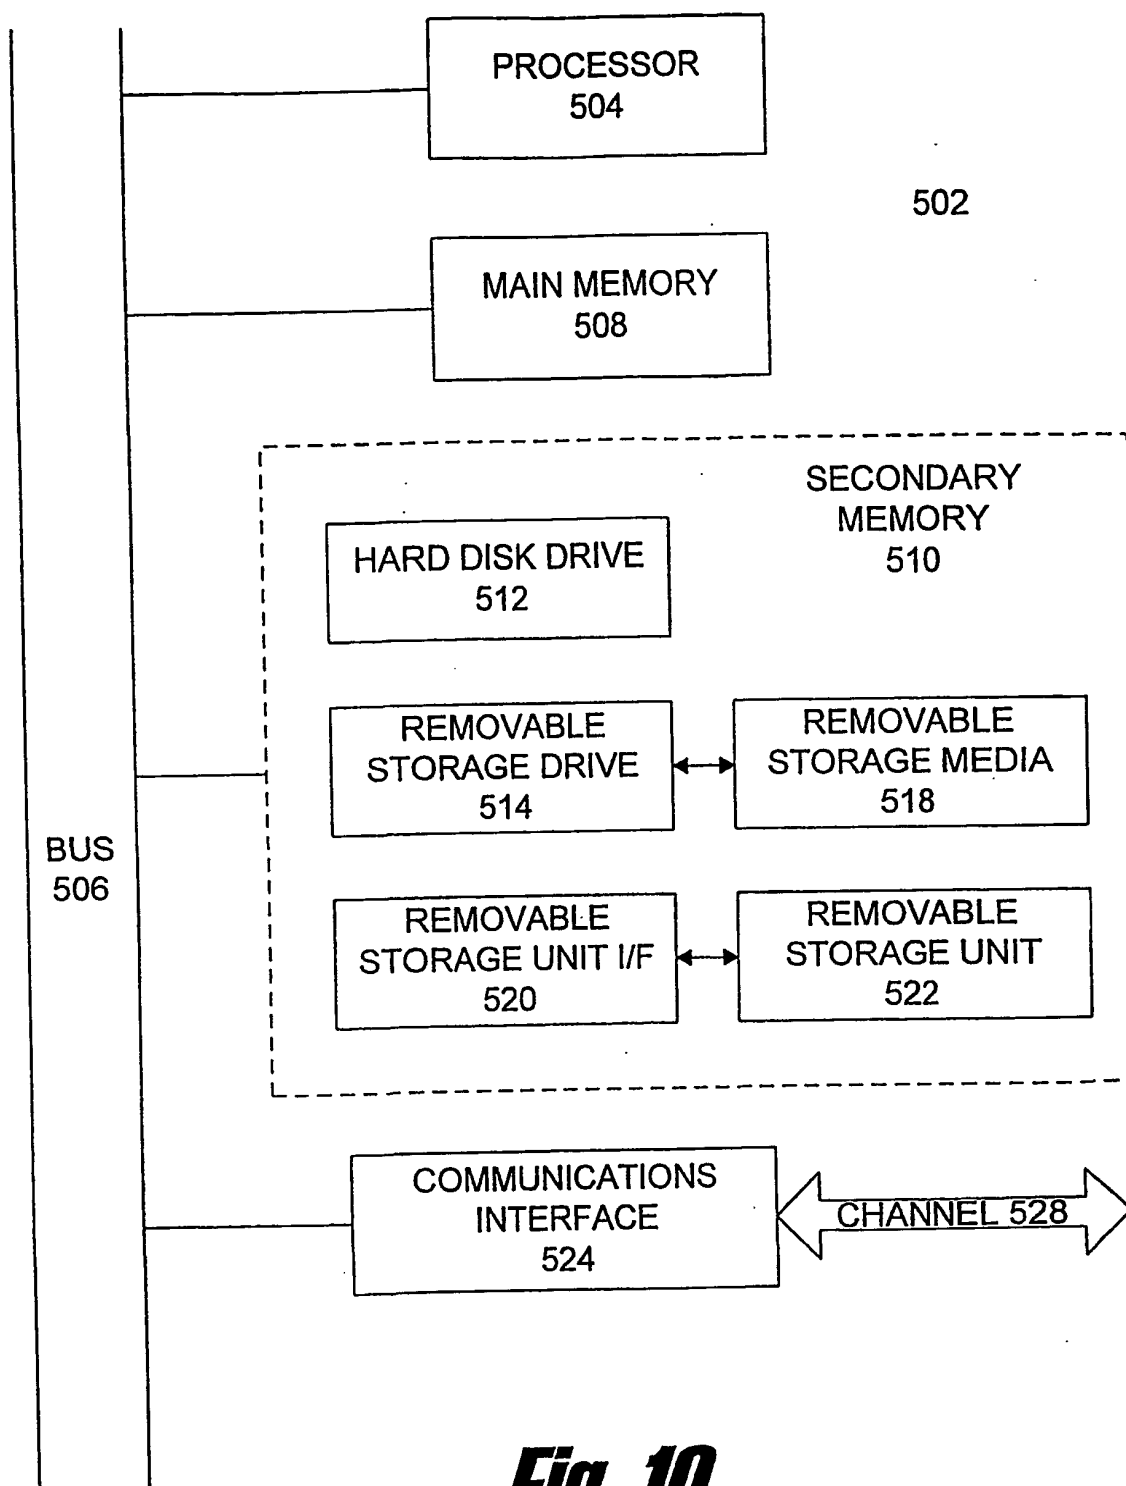 PROCESSOR
504
502
MAIN MEMORY
508
SECONDARY
MEMORY
510
HARD DISK DRIVE
512
REMOVABLE
STORAGE DRIVE
514
REMOVABLE
STORAGE MEDIA
518
BUS
506
REMOVABLE
STORAGE UNIT I/F
520
REMOVABLE
STORAGE UNIT
522
COMMUNICATIONS
INTERFACE
524
CHANNEL 528
Fig. 10